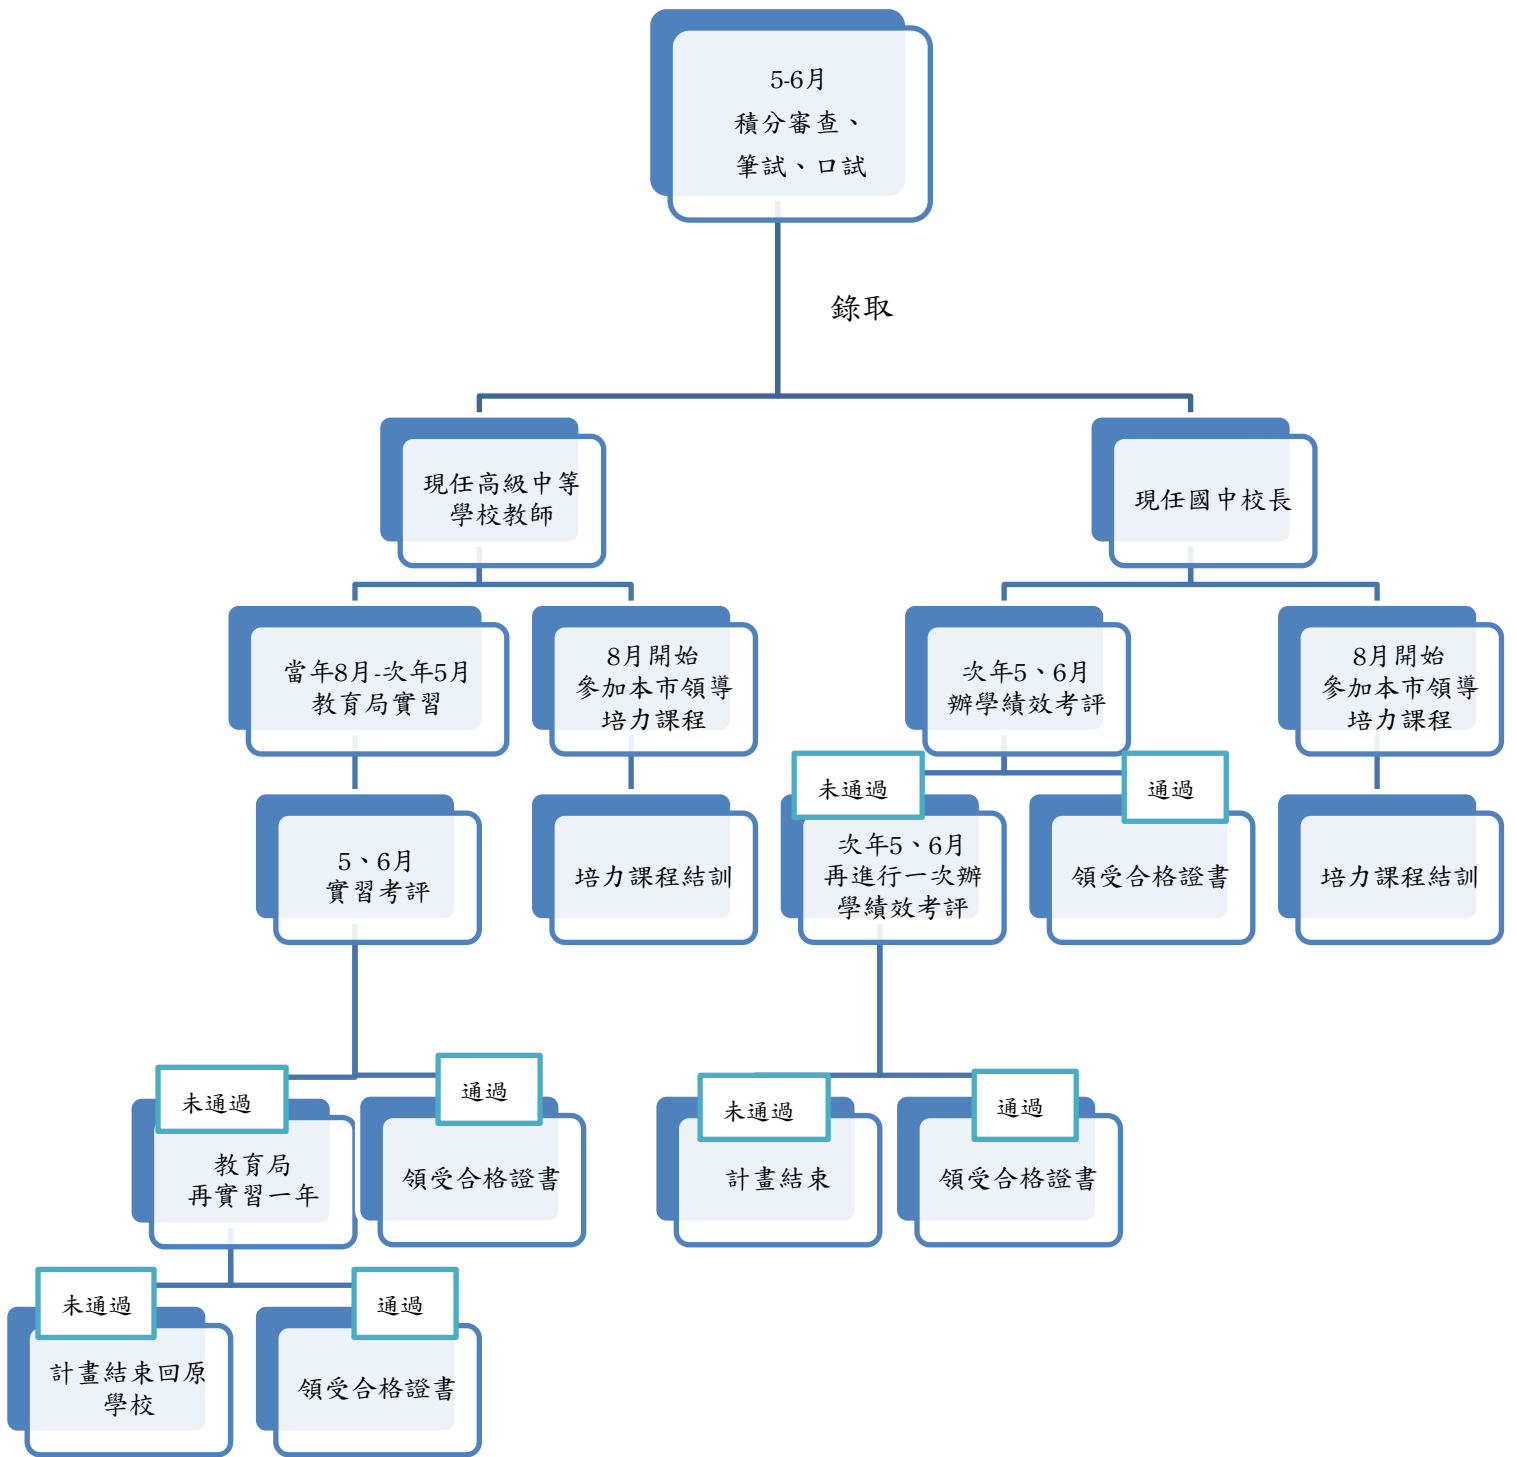 5-6月
積分審查、
筆試、口試
錄取
現任高級中等
學校教師
現任國中校長
當年8月-次年5月
教育局實習
8月開始
參加本市領導
培力課程
次年5、6月
辦學績效考評
8月開始
參加本市領導
培力課程
未通過
通過
5、6月
實習考評
培力課程結訓
次年5、6月
再進行一次辦
學績效考評
領受合格證書
培力課程結訓
未通過
通過
未通過
通過
教育局
再實習一年
領受合格證書
計畫結束
領受合格證書
未通過
通過
計畫結束回原
學校
領受合格證書